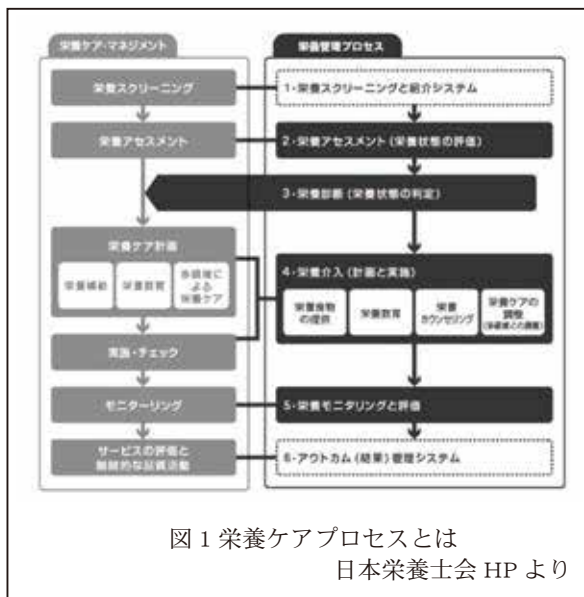 栄養ケア・マネジメント
栄養スクリーニング
栄養アセスメント
栄養ケア計画
栄養補給
栄養教育
多職種による栄養ケア
実施・チェック
モニターリング
サービスの評価と
継続的な品質活動
栄養管理プロセス
1・栄養スクリーニングと紹介システム
2・栄養アセスメント(栄養状態の評価)
3・栄養診断(栄養状態の判定)
4・栄養介入(計画と実施)
栄養食物
の提供
栄養教育
栄養
カウンセリング
栄養ケアの
調整
5・栄養モニタリングと評価
6・アウトカム(結果)管理システム
図1 栄養ケアプロセスとは
日本栄養士会 HP より